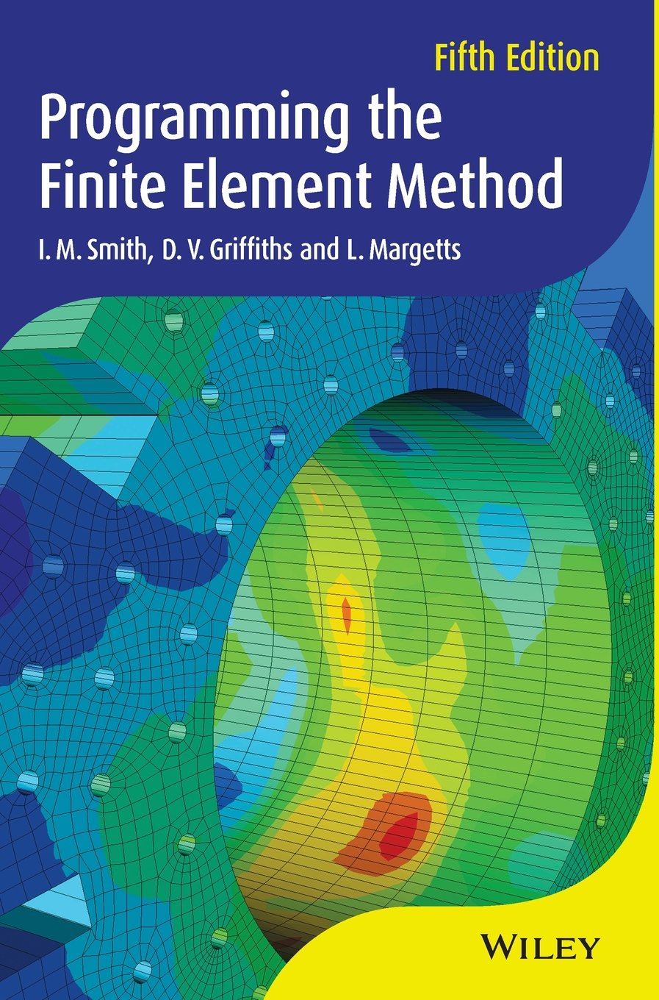 Fifth Edition
Programming the
Finite Element Method
I. M. Smith, D. V. Griffiths and L. Margetts
WILEY